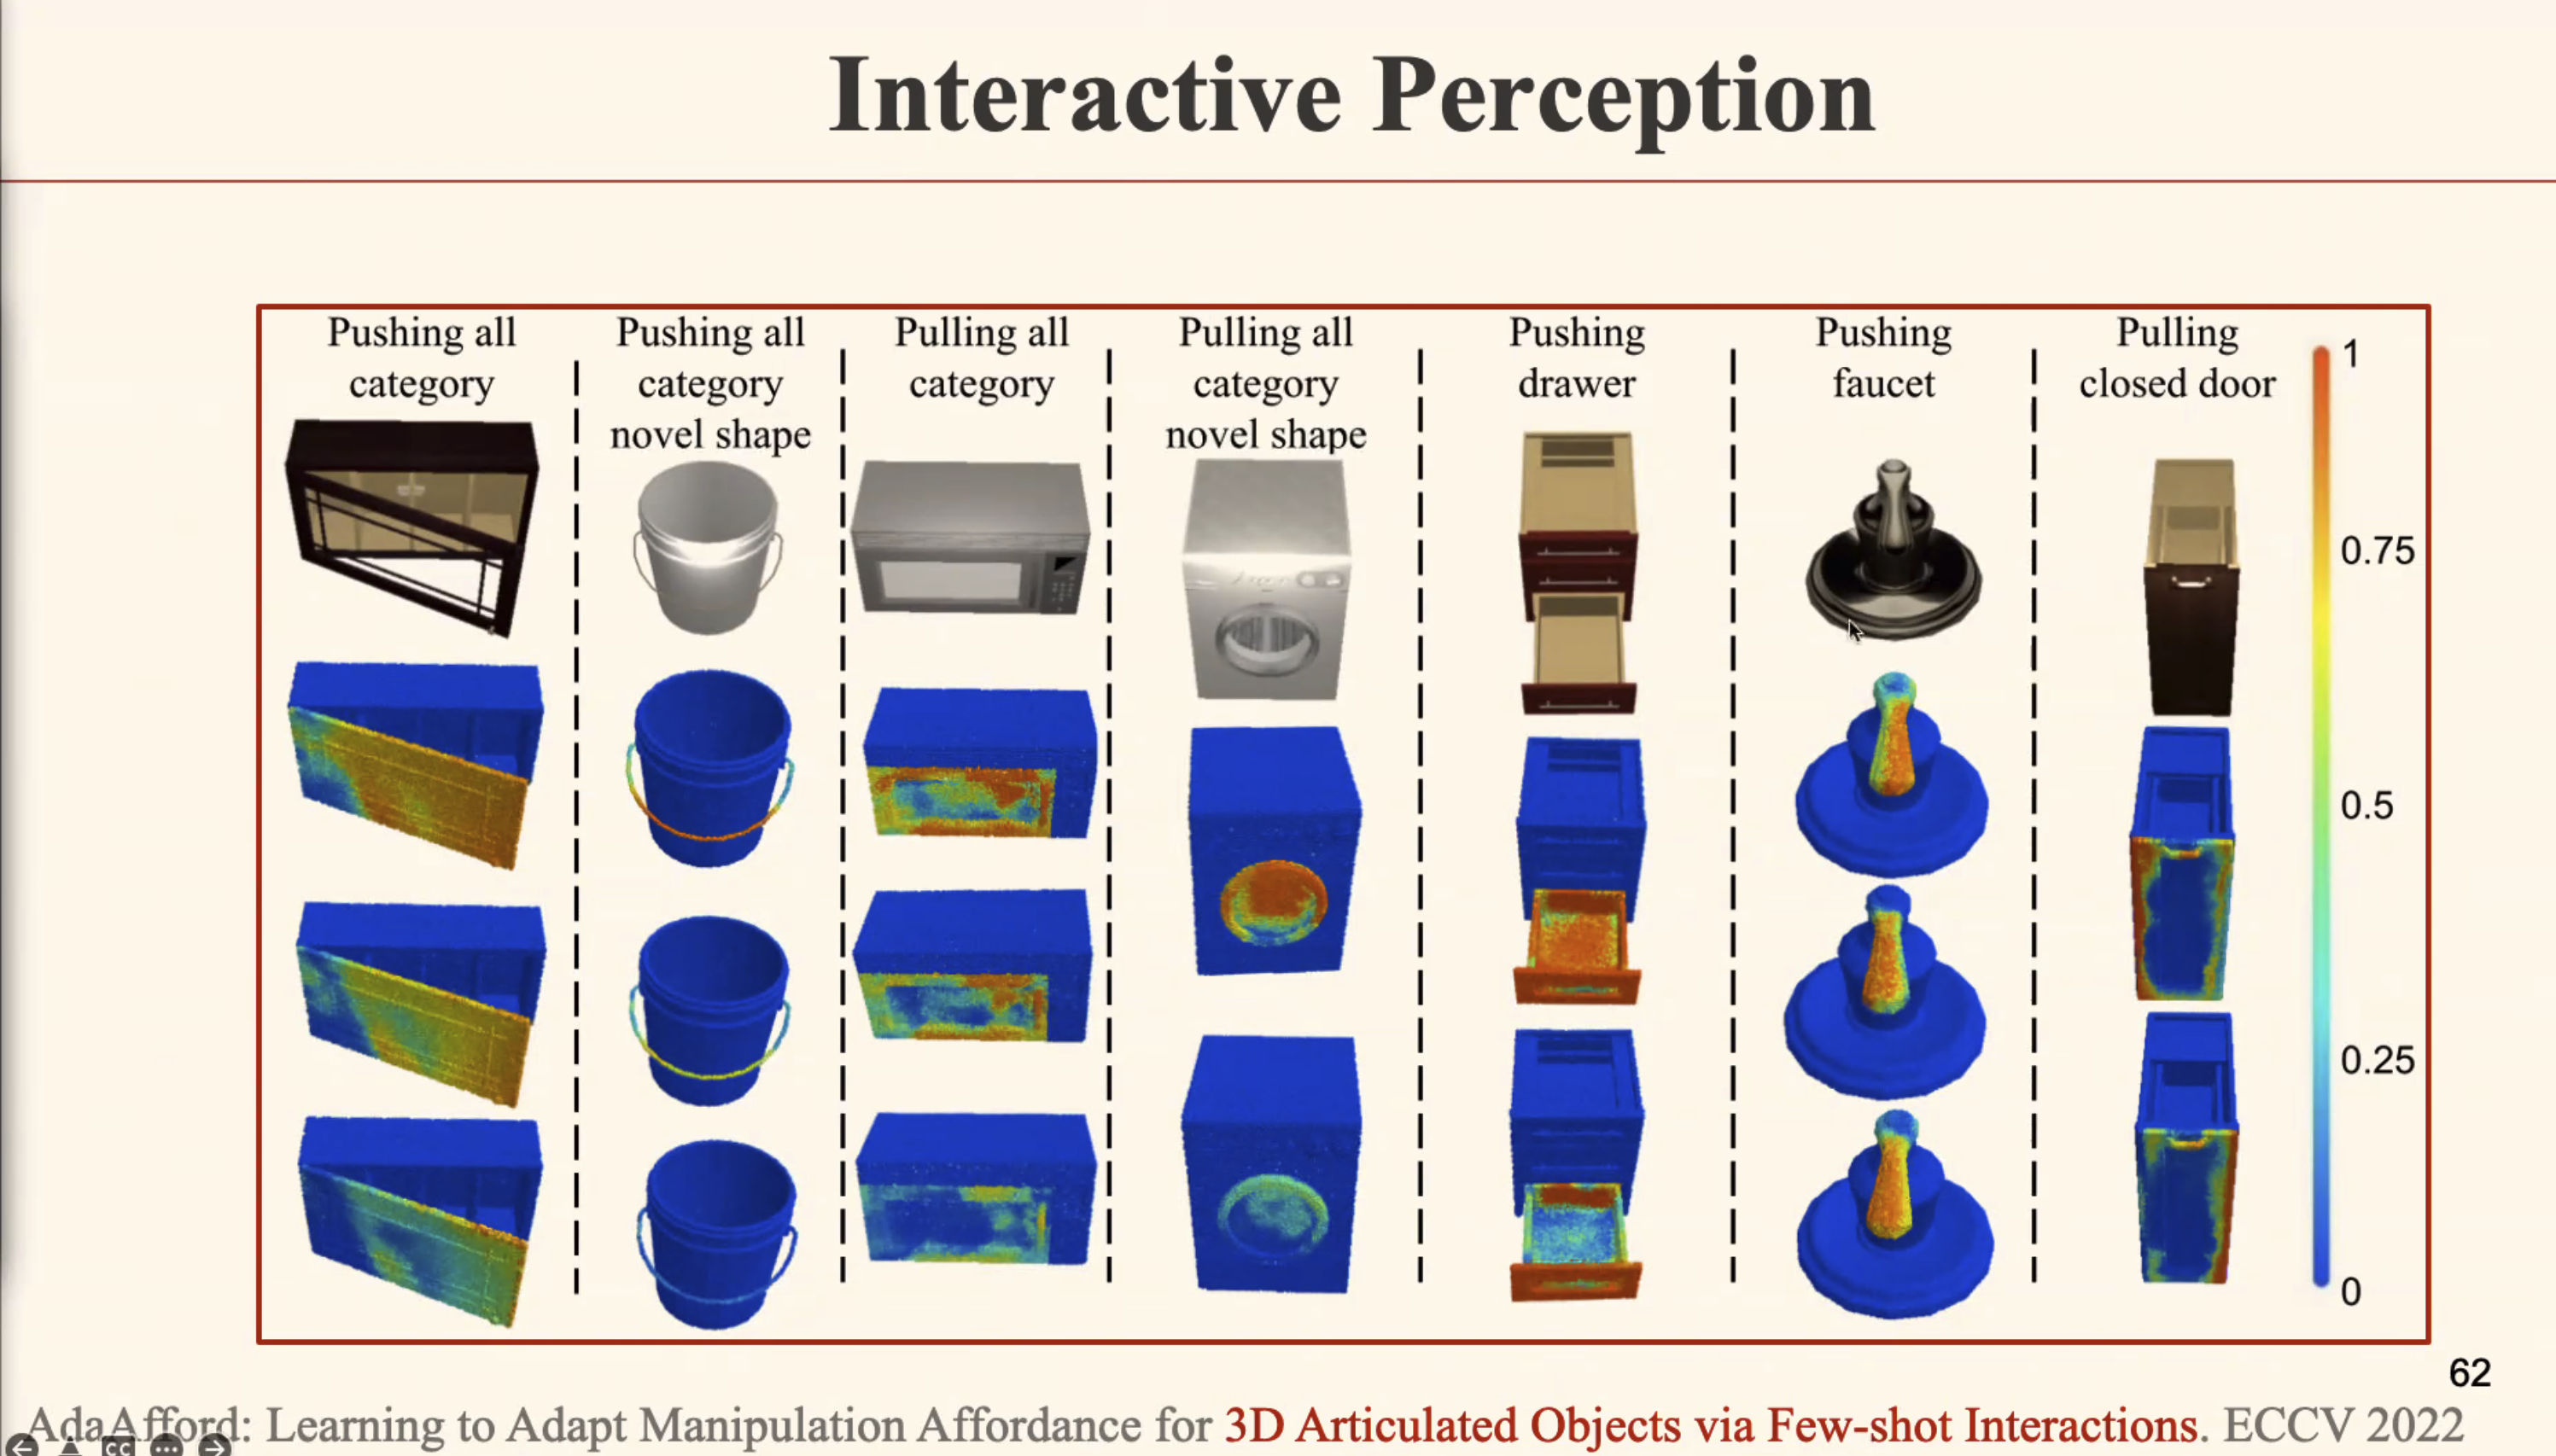 Interactive Perception
Pushing all
category
Pushing all
category
novel shape
Pulling all
category
Pulling all
category
novel shape
Pushing
drawer
Pushing
faucet
Pulling
closed door
1
0.75
0.5
0.25
0
62
AdaAfford: Learning to Adapt Manipulation Affordance for 3D Articulated Objects via Few-shot Interactions. ECCV 2022
CC